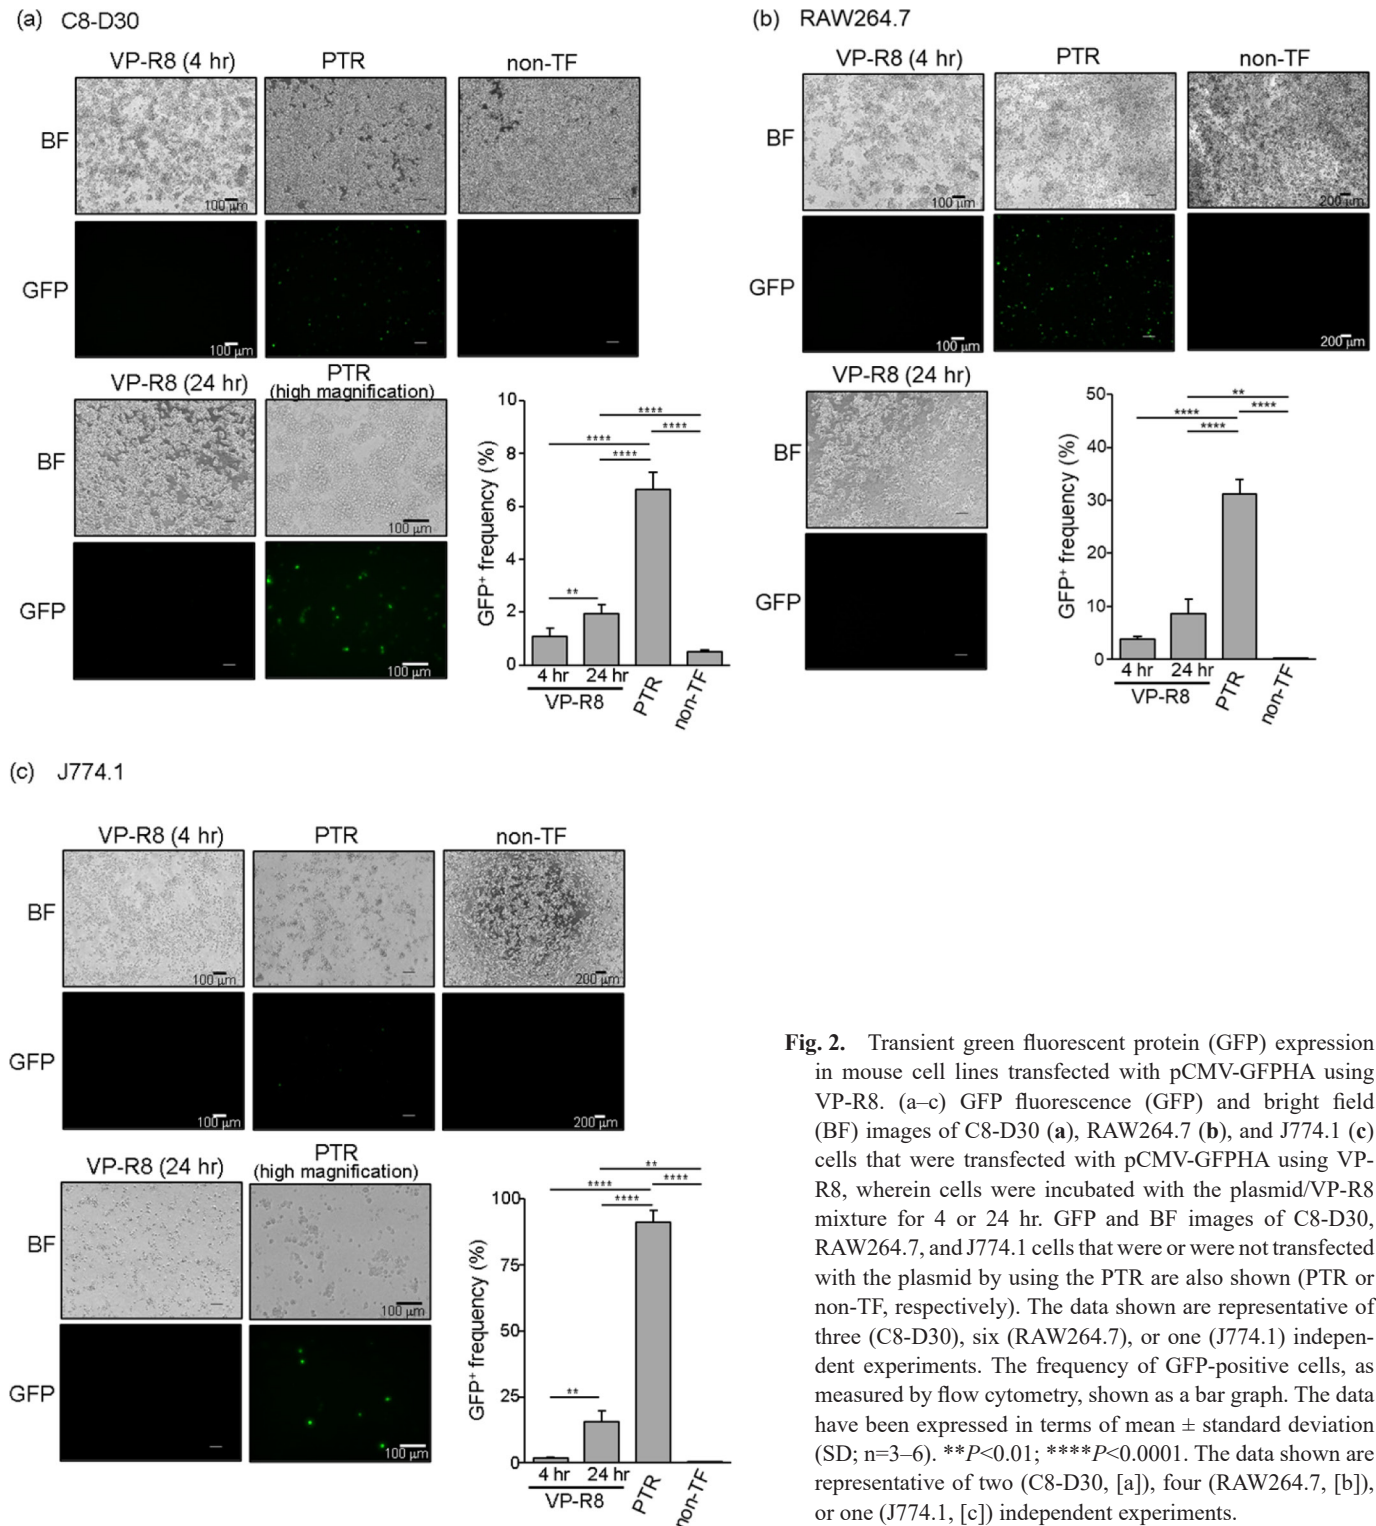 (a) C8-D30
VP-R8 (4 hr) PTR non-TF
BF
100 µm
GFP
100 µm
VP-R8 (24 hr) PTR
(high magnification)
BF
100 µm
GFP
100 µm
GFP⁺ frequency (%)
10
8
6
4
2
0
**** **** **** **** **
4 hr 24 hr PTR non-TF
VP-R8
(b) RAW264.7
VP-R8 (4 hr) PTR non-TF
BF
100 µm 200 µm
GFP
100 µm 200 µm
VP-R8 (24 hr)
BF
GFP
GFP⁺ frequency (%)
50
40
30
20
10
0
** **** **** ****
4 hr 24 hr PTR non-TF
VP-R8
(c) J774.1
VP-R8 (4 hr) PTR non-TF
BF
100 µm 200 µm
GFP
100 µm 200 µm
VP-R8 (24 hr) PTR
(high magnification)
BF
100 µm
GFP
100 µm
GFP⁺ frequency (%)
100
75
50
25
0
** **** **** **** **
4 hr 24 hr PTR non-TF
VP-R8
Fig. 2. Transient green fluorescent protein (GFP) expression
in mouse cell lines transfected with pCMV-GFPHA using
VP-R8. (a–c) GFP fluorescence (GFP) and bright field
(BF) images of C8-D30 (a), RAW264.7 (b), and J774.1 (c)
cells that were transfected with pCMV-GFPHA using VP-
R8, wherein cells were incubated with the plasmid/VP-R8
mixture for 4 or 24 hr. GFP and BF images of C8-D30,
RAW264.7, and J774.1 cells that were or were not transfected
with the plasmid by using the PTR are also shown (PTR or
non-TF, respectively). The data shown are representative of
three (C8-D30), six (RAW264.7), or one (J774.1) indepen-
dent experiments. The frequency of GFP-positive cells, as
measured by flow cytometry, shown as a bar graph. The data
have been expressed in terms of mean ± standard deviation
(SD; n=3–6). **P<0.01; ****P<0.0001. The data shown are
representative of two (C8-D30, [a]), four (RAW264.7, [b]),
or one (J774.1, [c]) independent experiments.